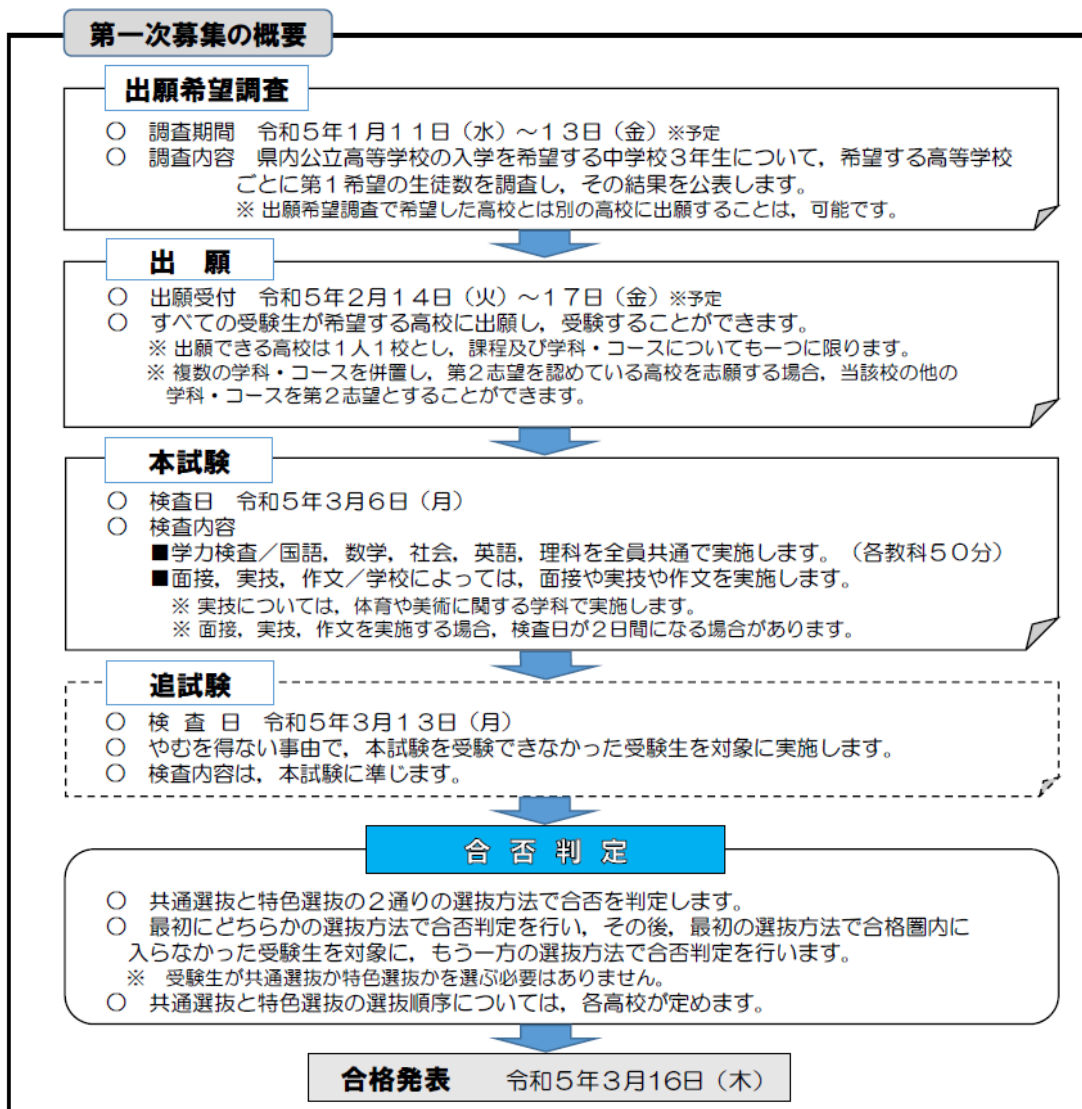 第一次募集の概要
出願希望調査
○ 調査期間 令和5年1月11日（水）～13日（金）※予定
○ 調査内容 県内公立高等学校の入学を希望する中学校3年生について，希望する高等学校
ごとに第1希望の生徒数を調査し，その結果を公表します。
※ 出願希望調査で希望した高校とは別の高校に出願することは，可能です。
出 願
○ 出願受付 令和5年2月14日（火）～17日（金）※予定
○ すべての受験生が希望する高校に出願し，受験することができます。
※ 出願できる高校は1人1校とし，課程及び学科・コースについても一つに限ります。
※ 複数の学科・コースを併置し，第2志望を認めている高校を志願する場合，当該校の他の
学科・コースを第2志望とすることができます。
本試験
○ 検査日 令和5年3月6日（月）
○ 検査内容
■学力検査／国語，数学，社会，英語，理科を全員共通で実施します。（各教科50分）
■面接，実技，作文／学校によっては，面接や実技や作文を実施します。
※ 実技については，体育や美術に関する学科で実施します。
※ 面接，実技，作文を実施する場合，検査日が2日間になる場合があります。
追試験
○ 検 査 日 令和5年3月13日（月）
○ やむを得ない事由で，本試験を受験できなかった受験生を対象に実施します。
○ 検査内容は，本試験に準じます。
合 否 判 定
○ 共通選抜と特色選抜の2通りの選抜方法で合否を判定します。
○ 最初にどちらかの選抜方法で合否判定を行い，その後，最初の選抜方法で合格圏内に
入らなかった受験生を対象に，もう一方の選抜方法で合否判定を行います。
※ 受験生が共通選抜か特色選抜かを選ぶ必要はありません。
○ 共通選抜と特色選抜の選抜順序については，各高校が定めます。
合格発表 令和5年3月16日（木）